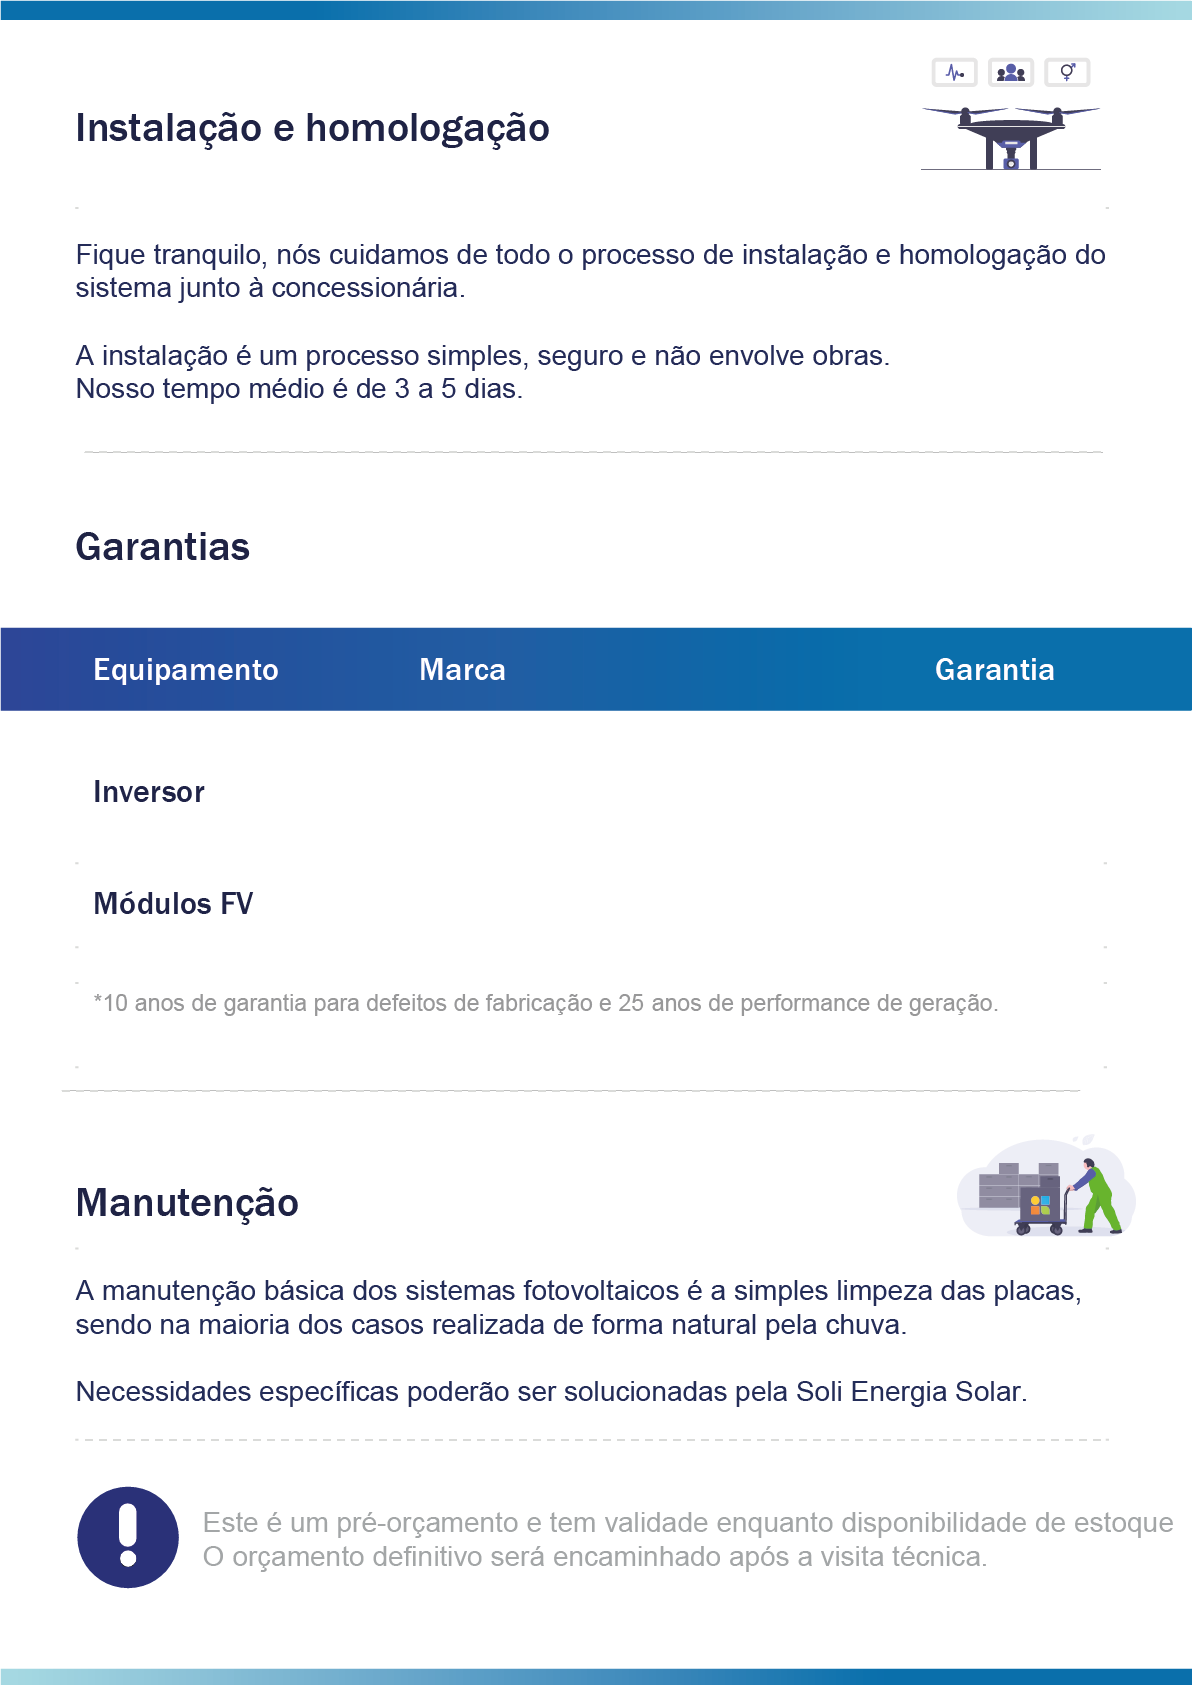 Instalação e homologação
Fique tranquilo, nós cuidamos de todo o processo de instalação e homologação do
sistema junto à concessionária.
A instalação é um processo simples, seguro e não envolve obras.
Nosso tempo médio é de 3 a 5 dias.
Garantias
Equipamento Marca Garantia
Inversor
Módulos FV
*10 anos de garantia para defeitos de fabricação e 25 anos de performance de geração.
Manutenção
A manutenção básica dos sistemas fotovoltaicos é a simples limpeza das placas,
sendo na maioria dos casos realizada de forma natural pela chuva.
Necessidades específicas poderão ser solucionadas pela Soli Energia Solar.
Este é um pré-orçamento e tem validade enquanto disponibilidade de estoque
O orçamento definitivo será encaminhado após a visita técnica.